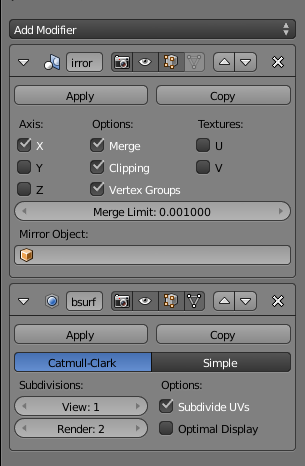 Add Modifier
irror
Apply Copy
Axis: Options: Textures:
X Merge U
Y Clipping V
Z Vertex Groups
Merge Limit: 0.001000
Mirror Object:
bsurf
Apply Copy
Catmull-Clark Simple
Subdivisions: Options:
View: 1 Subdivide UVs
Render: 2 Optimal Display